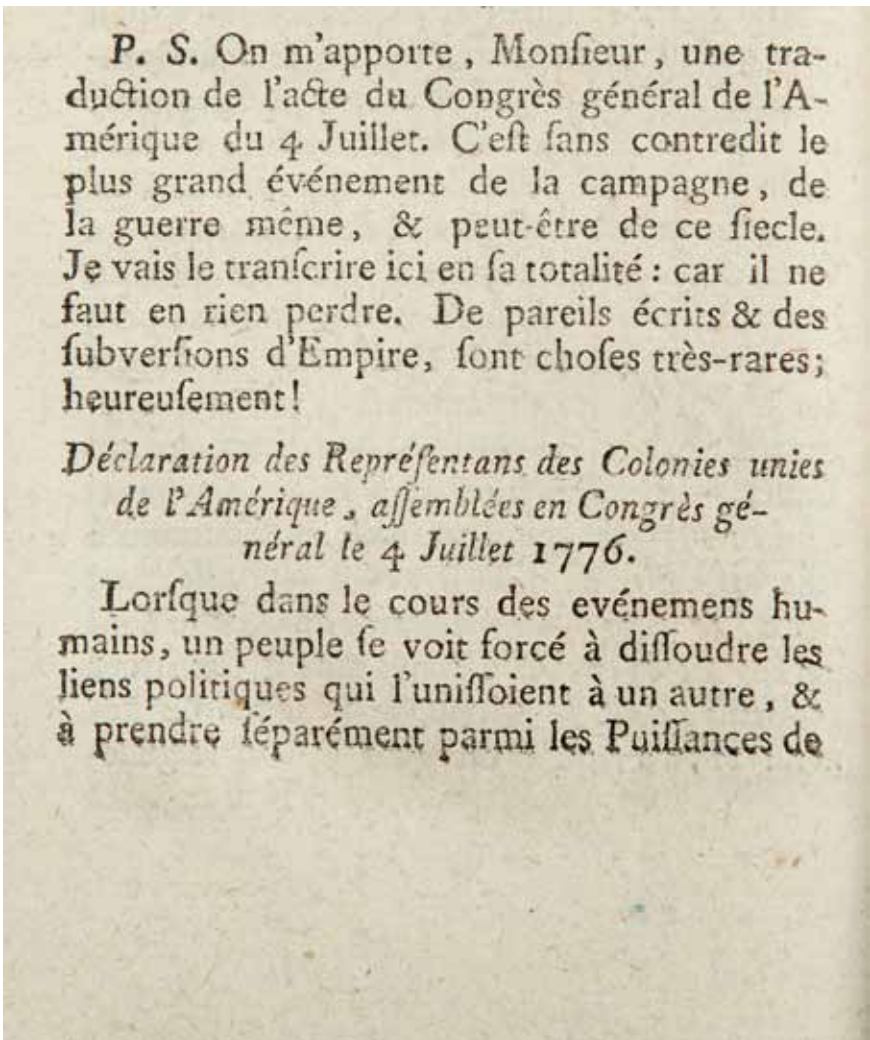 P. S. On m'apporte, Monſieur, une tra-
duction de l'acte du Congrès général de l'A-
mérique du 4 Juillet. C'eſt ſans contredit le
plus grand événement de la campagne, de
la guerre même, & peut-être de ce ſiecle.
Je vais le tranſcrire ici en ſa totalité : car il ne
faut en rien perdre. De pareils écrits & des
ſubverſions d'Empire, ſont choſes très-rares;
heureuſement!
Déclaration des Repréſentans des Colonies unies
de l'Amérique, aſſemblées en Congrès gé-
néral le 4 Juillet 1776.
Lorſque dans le cours des evénemens hu-
mains, un peuple ſe voit forcé à diſſoudre les
liens politiques qui l'uniſſoient à un autre, &
à prendre ſéparément parmi les Puiſſances de